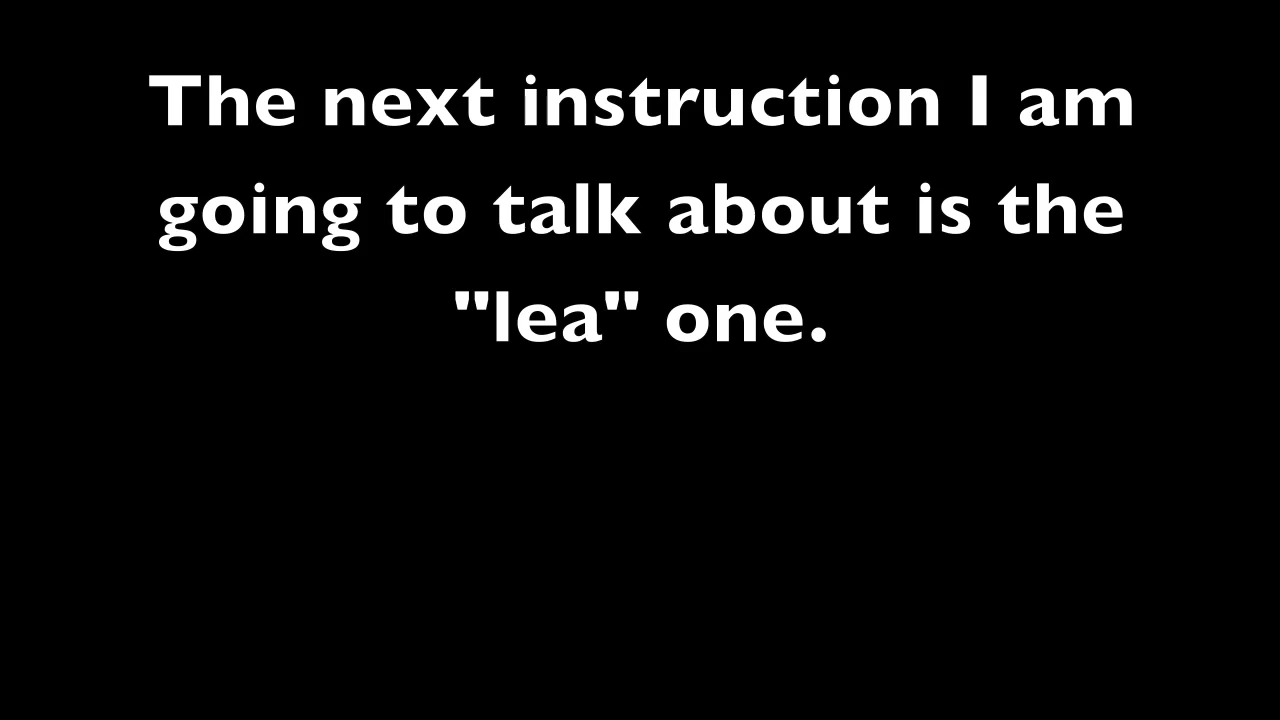 The next instruction I am
going to talk about is the
"lea" one.